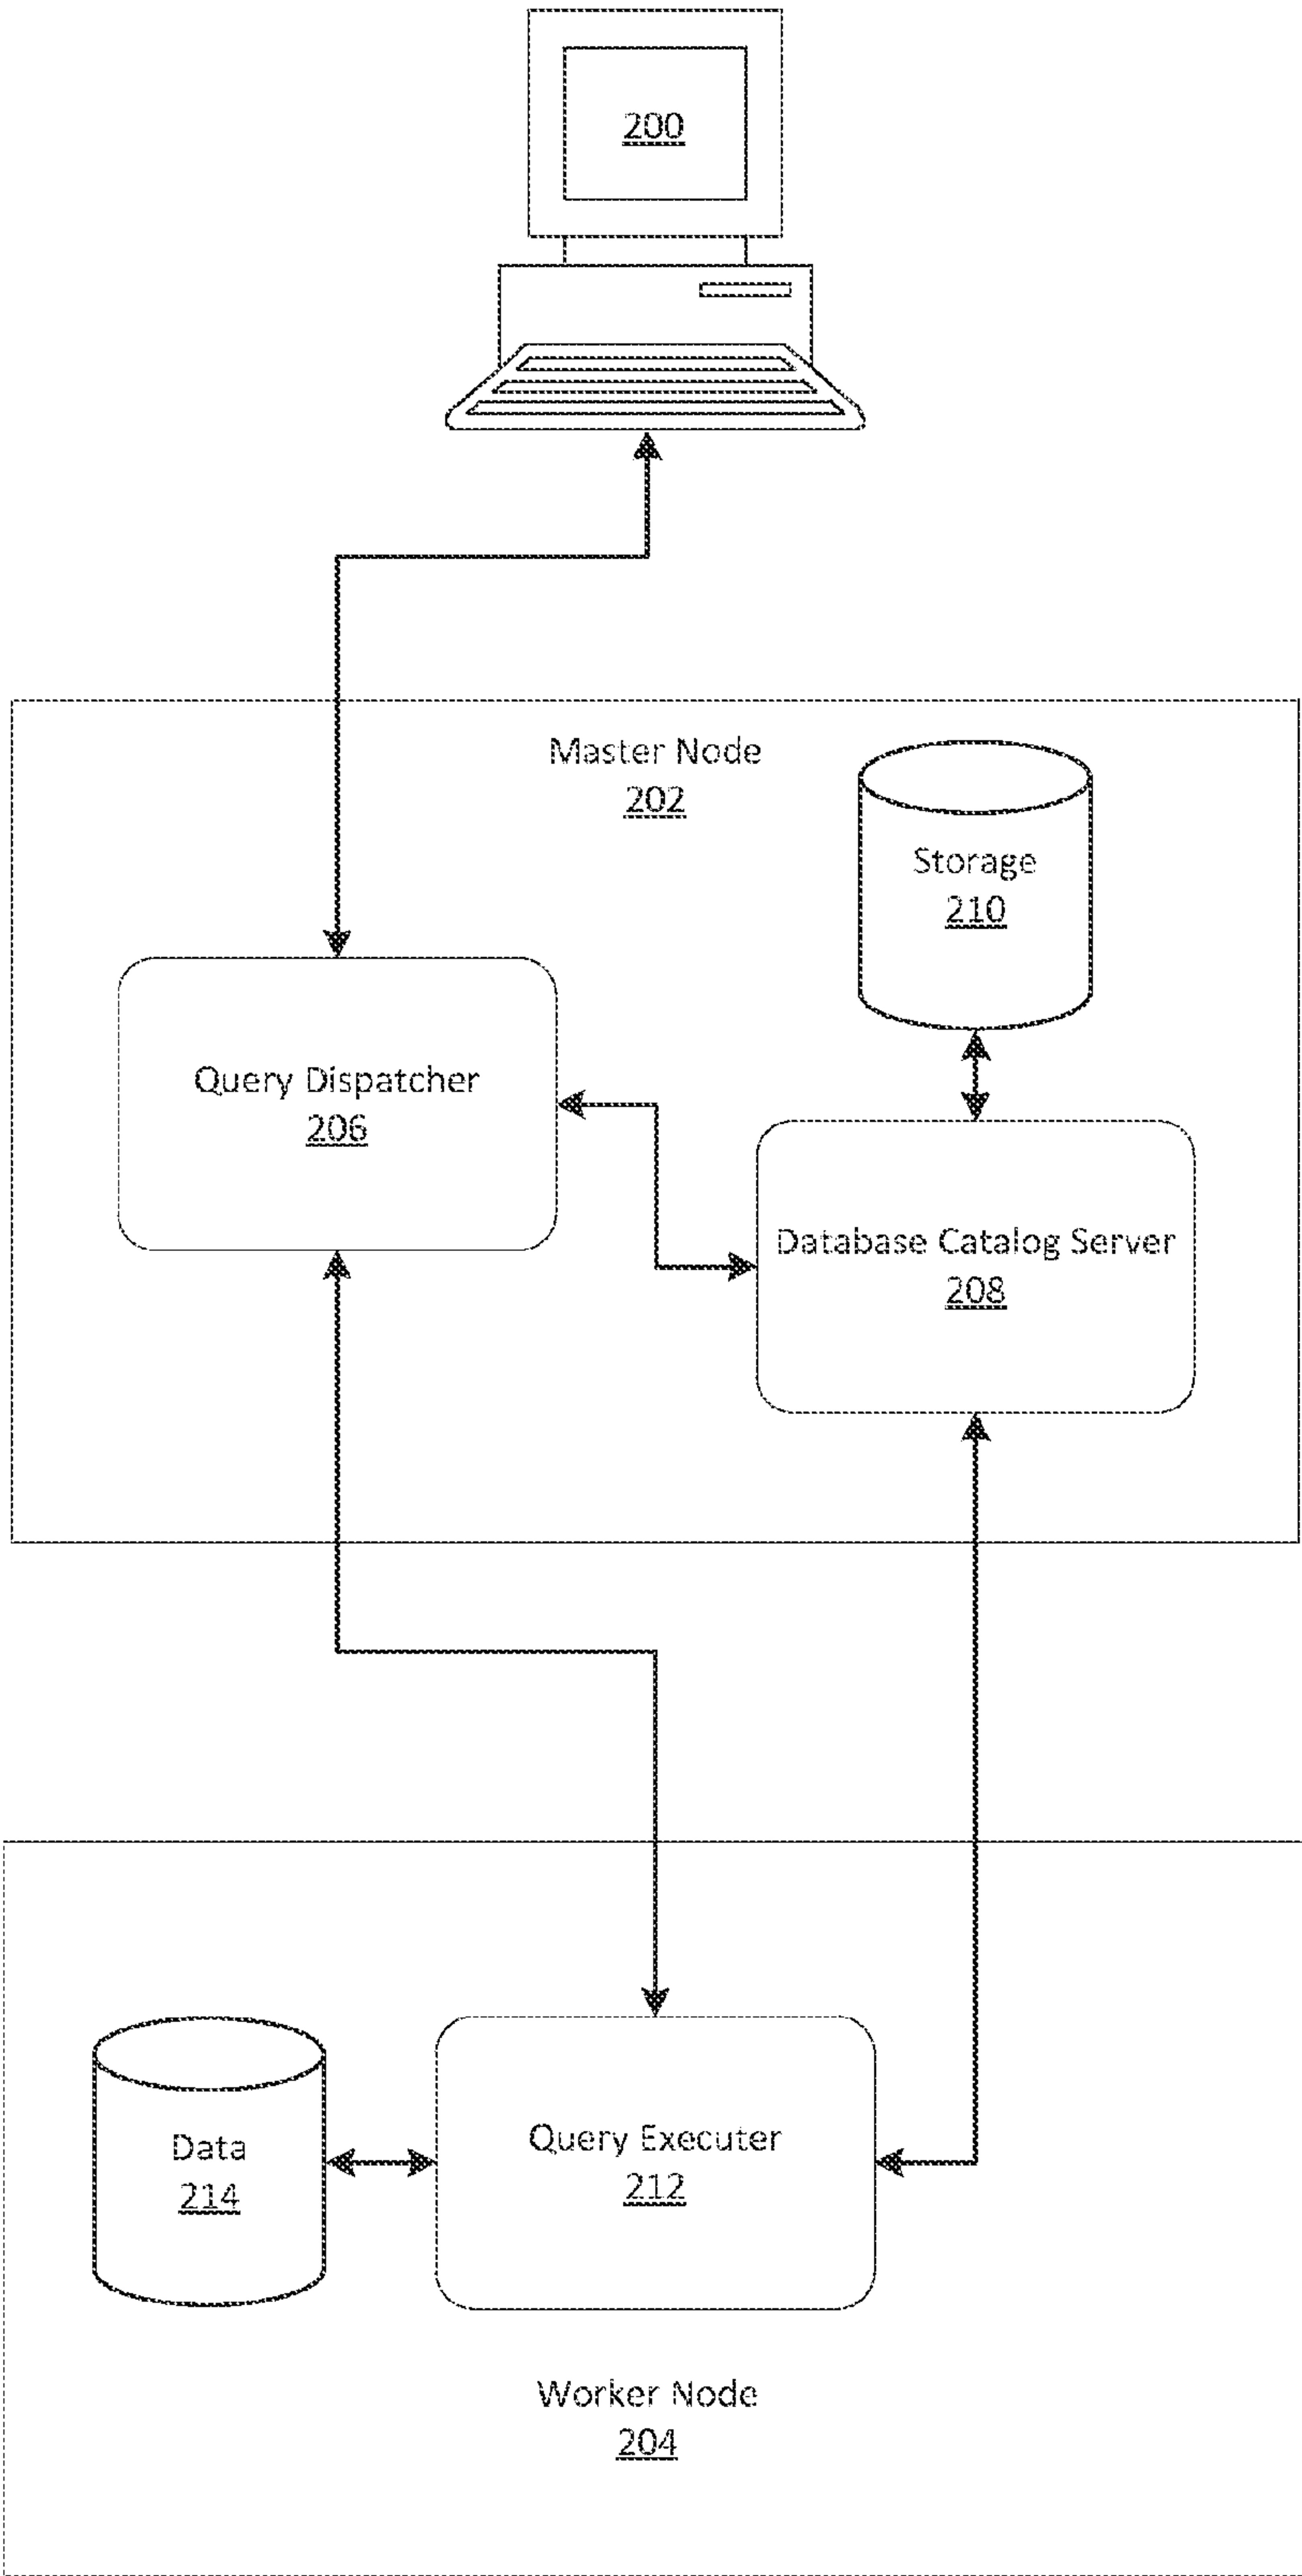 200
Master Node
202
Storage
210
Query Dispatcher
206
Database Catalog Server
208
Data
214
Query Executer
212
Worker Node
204